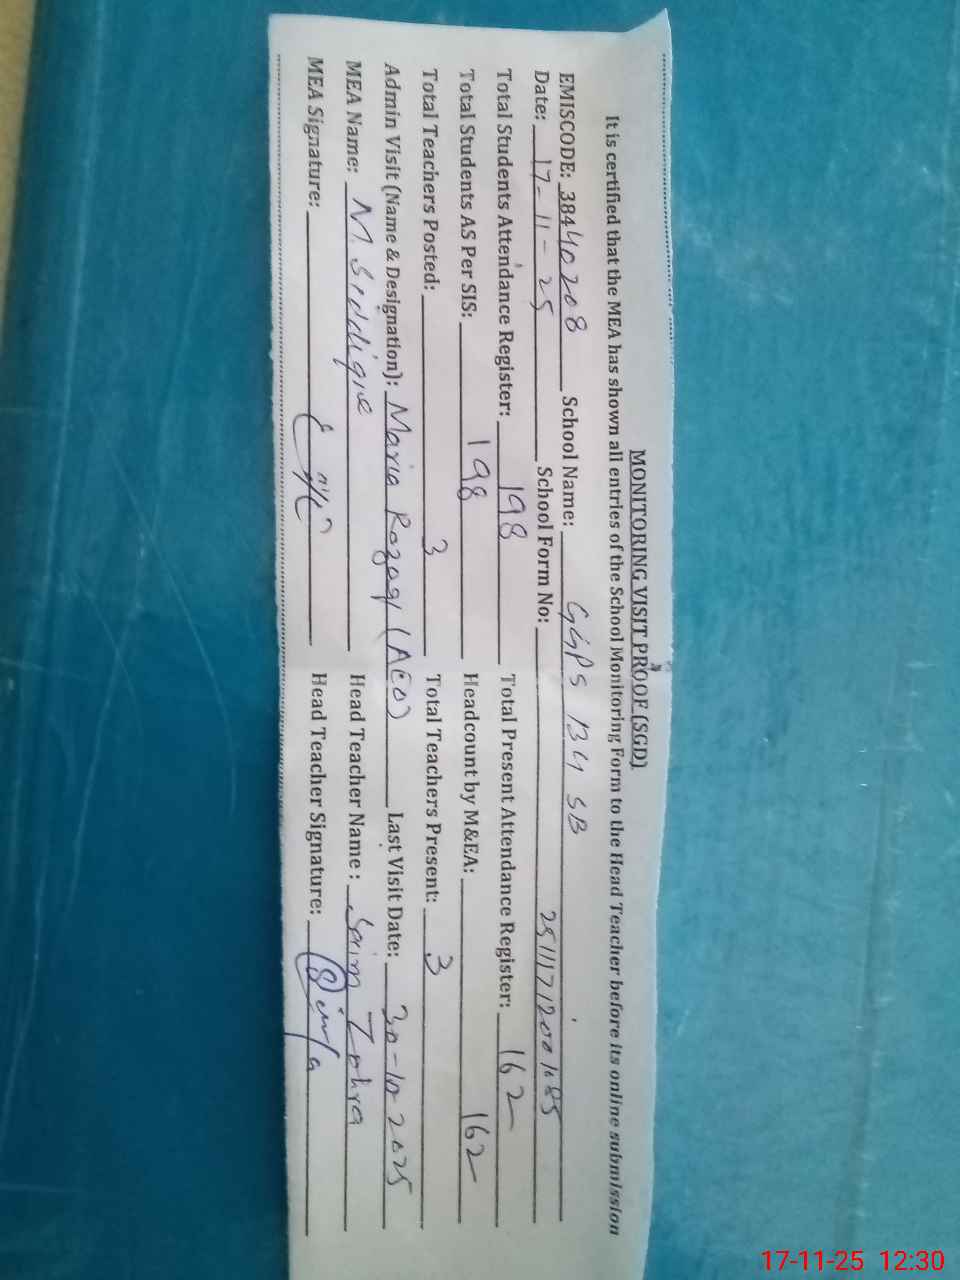 MONITORING VISIT PROOF (SGD)
It is certified that the MEA has shown all entries of the School Monitoring Form to the Head Teacher before its online submission
EMISCODE: 38440208 School Name: GGPS 134 SB
Date: 17-11-25 School Form No: 
Total Students Attendance Register: 198 Total Present Attendance Register: 162
Total Students AS Per SIS: 198 Headcount by M&EA: 162
Total Teachers Posted: 3 Total Teachers Present: 3
Admin Visit (Name & Designation): Maria Razaq (AEO) Last Visit Date: 30-10-2025
MEA Name: M. Siddique Head Teacher Name: Zohra
MEA Signature: Head Teacher Signature:
17-11-25 12:30